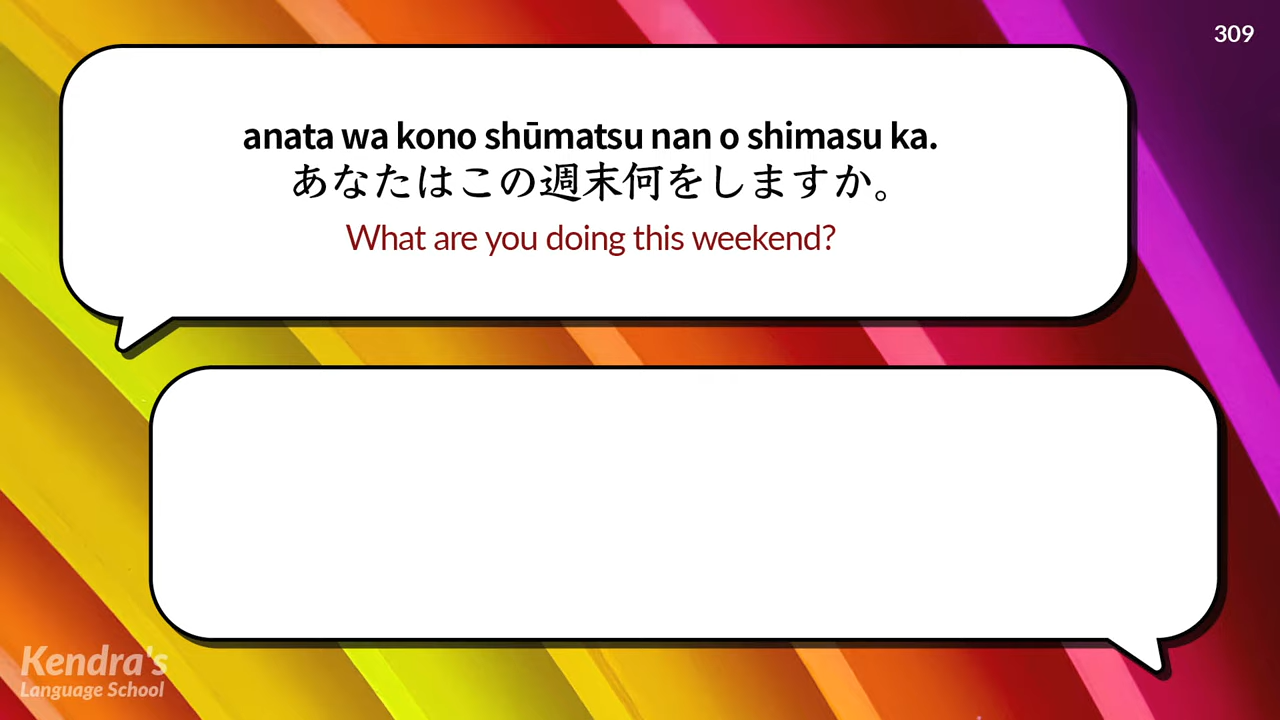 309
anata wa kono shūmatsu nan o shimasu ka.
あなたはこの週末何をしますか。
What are you doing this weekend?
Kendra's
Language School